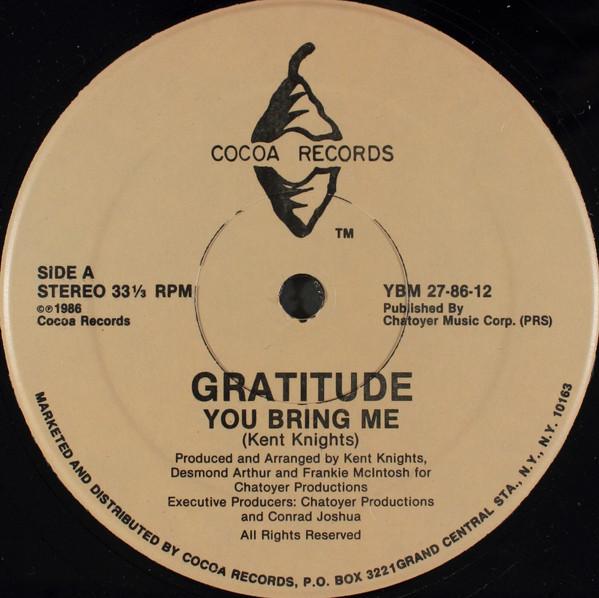 COCOA RECORDS
TM
SIDE A
STEREO 33⅓ RPM
©℗1986
Cocoa Records
YBM 27-86-12
Published By
Chatoyer Music Corp. (PRS)
GRATITUDE
YOU BRING ME
(Kent Knights)
Produced and Arranged by Kent Knights,
Desmond Arthur and Frankie McIntosh for
Chatoyer Productions
Executive Producers: Chatoyer Productions
and Conrad Joshua
All Rights Reserved
MARKETED AND DISTRIBUTED BY COCOA RECORDS, P.O. BOX 3221GRAND CENTRAL STA., N.Y., N.Y. 10163